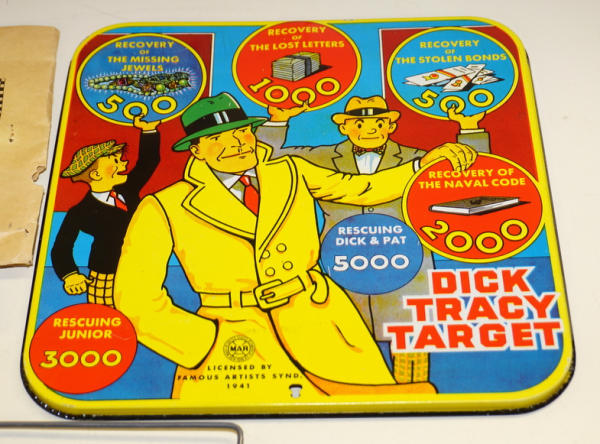 RECOVERY
OF
THE MISSING
JEWELS
500
RECOVERY
OF
THE LOST LETTERS
1000
RECOVERY
OF
THE STOLEN BONDS
500
RECOVERY
OF THE NAVAL CODE
2000
RESCUING
DICK & PAT
5000
DICK
TRACY
TARGET
RESCUING
JUNIOR
3000
MAR
LICENSED BY
FAMOUS ARTISTS SYND.
1941